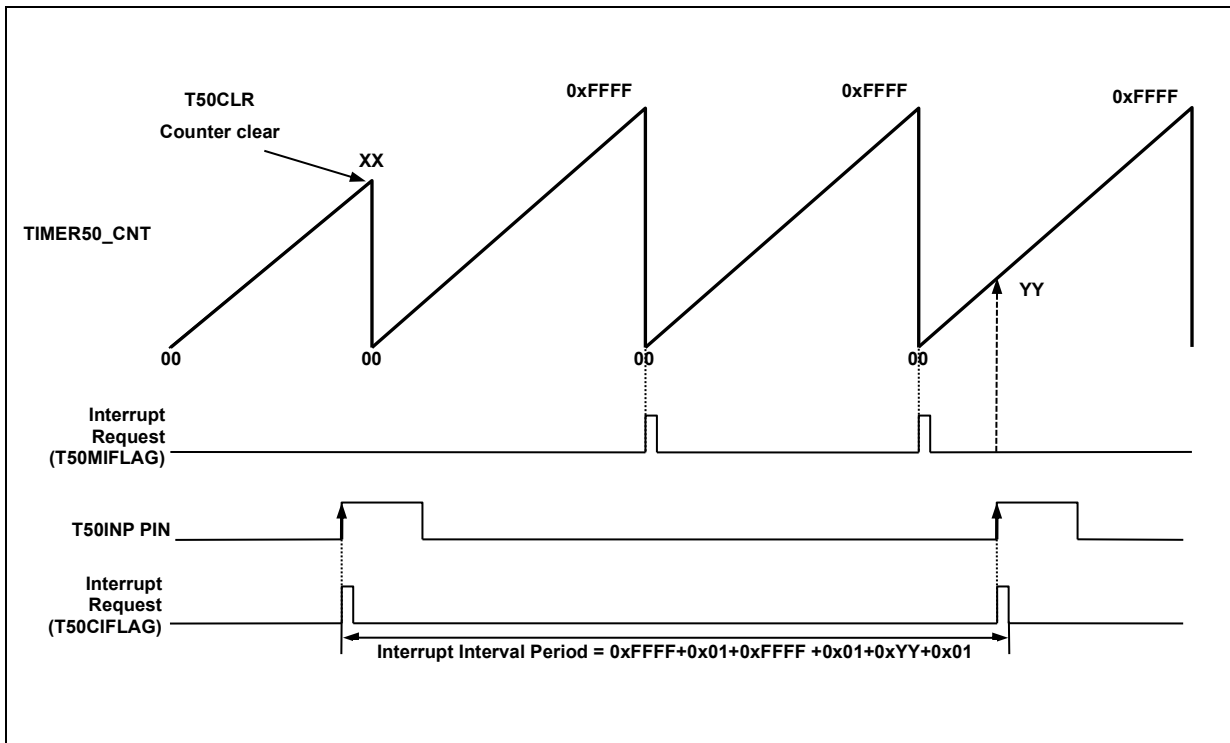 T50CLR
Counter clear
XX
0xFFFF
0xFFFF
0xFFFF
TIMER50_CNT
YY
00
00
00
00
Interrupt
Request
(T50MIFLAG)
T50INP PIN
Interrupt
Request
(T50CIFLAG)
Interrupt Interval Period = 0xFFFF+0x01+0xFFFF +0x01+0xYY+0x01